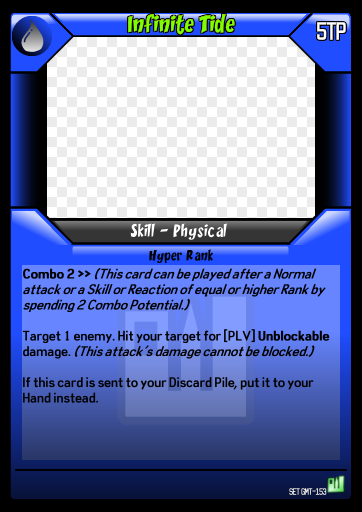 Infinite Tide
5TP
Skill - Physical
Hyper Rank
Combo 2 >> (This card can be played after a Normal
attack or a Skill or Reaction of equal or higher Rank by
spending 2 Combo Potential.)
Target 1 enemy. Hit your target for [PLV] Unblockable
damage. (This attack's damage cannot be blocked.)
If this card is sent to your Discard Pile, put it to your
Hand instead.
SET GMT-153